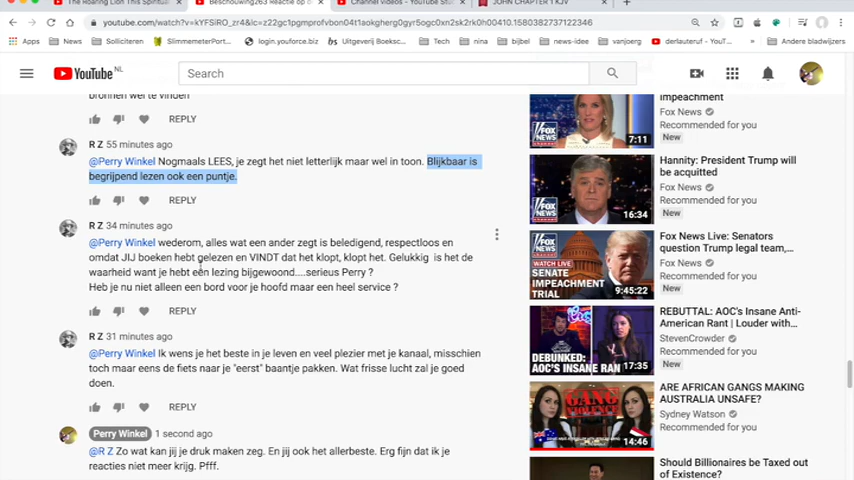 The Roaring Lion This Spiritua
Beschouwing263 Reactie op b
Channel videos - YouTube Stu
JOHN CHAPTER 1 KJV
youtube.com/watch?v=kYFSiRO_zr4&lc=z22gc1pgmprofvbon04t1aokgherg0gyr5ogc0xn2sk2rk0h00410.1580382737122346
Apps
News
Solliciteren
SlimmemeterPort...
login.youforce.biz
Uitgeverij Boeksc...
Tech
nina
bijbel
news-idee
vanjoerg
derlauteruf - YouT...
Andere bladwijzers
YouTube NL
Search
bronnen wel te vinden
REPLY
R Z 55 minutes ago
@Perry Winkel Nogmaals LEES, je zegt het niet letterlijk maar wel in toon. Blijkbaar is
begrijpend lezen ook een puntje.
REPLY
R Z 34 minutes ago
@Perry Winkel wederom, alles wat een ander zegt is beledigend, respectloos en
omdat JIJ boeken hebt gelezen en VINDT dat het klopt, klopt het. Gelukkig is het de
waarheid want je hebt een lezing bijgewoond....serieus Perry ?
Heb je nu niet alleen een bord voor je hoofd maar een heel service ?
REPLY
R Z 31 minutes ago
@Perry Winkel Ik wens je het beste in je leven en veel plezier met je kanaal, misschien
toch maar eens de fiets naar je "eerst" baantje pakken. Wat frisse lucht zal je goed
doen.
REPLY
Perry Winkel 1 second ago
@R Z Zo wat kan jij je druk maken zeg. En jij ook het allerbeste. Erg fijn dat ik je
reacties niet meer krijg. Pfff.
impeachment
Fox News
Recommended for you
New
7:11
Hannity: President Trump will
be acquitted
Fox News
Recommended for you
New
16:34
Fox News Live: Senators
question Trump legal team,...
Fox News
Recommended for you
New
WATCH LIVE
SENATE
IMPEACHMENT
TRIAL
9:45:22
REBUTTAL: AOC's Insane Anti-
American Rant | Louder with...
StevenCrowder
Recommended for you
New
DEBUNKED:
AOC'S INSANE RANT
17:35
ARE AFRICAN GANGS MAKING
AUSTRALIA UNSAFE?
Sydney Watson
Recommended for you
GANG
VIOLENCE
14:46
Should Billionaires be Taxed out
of Existence?